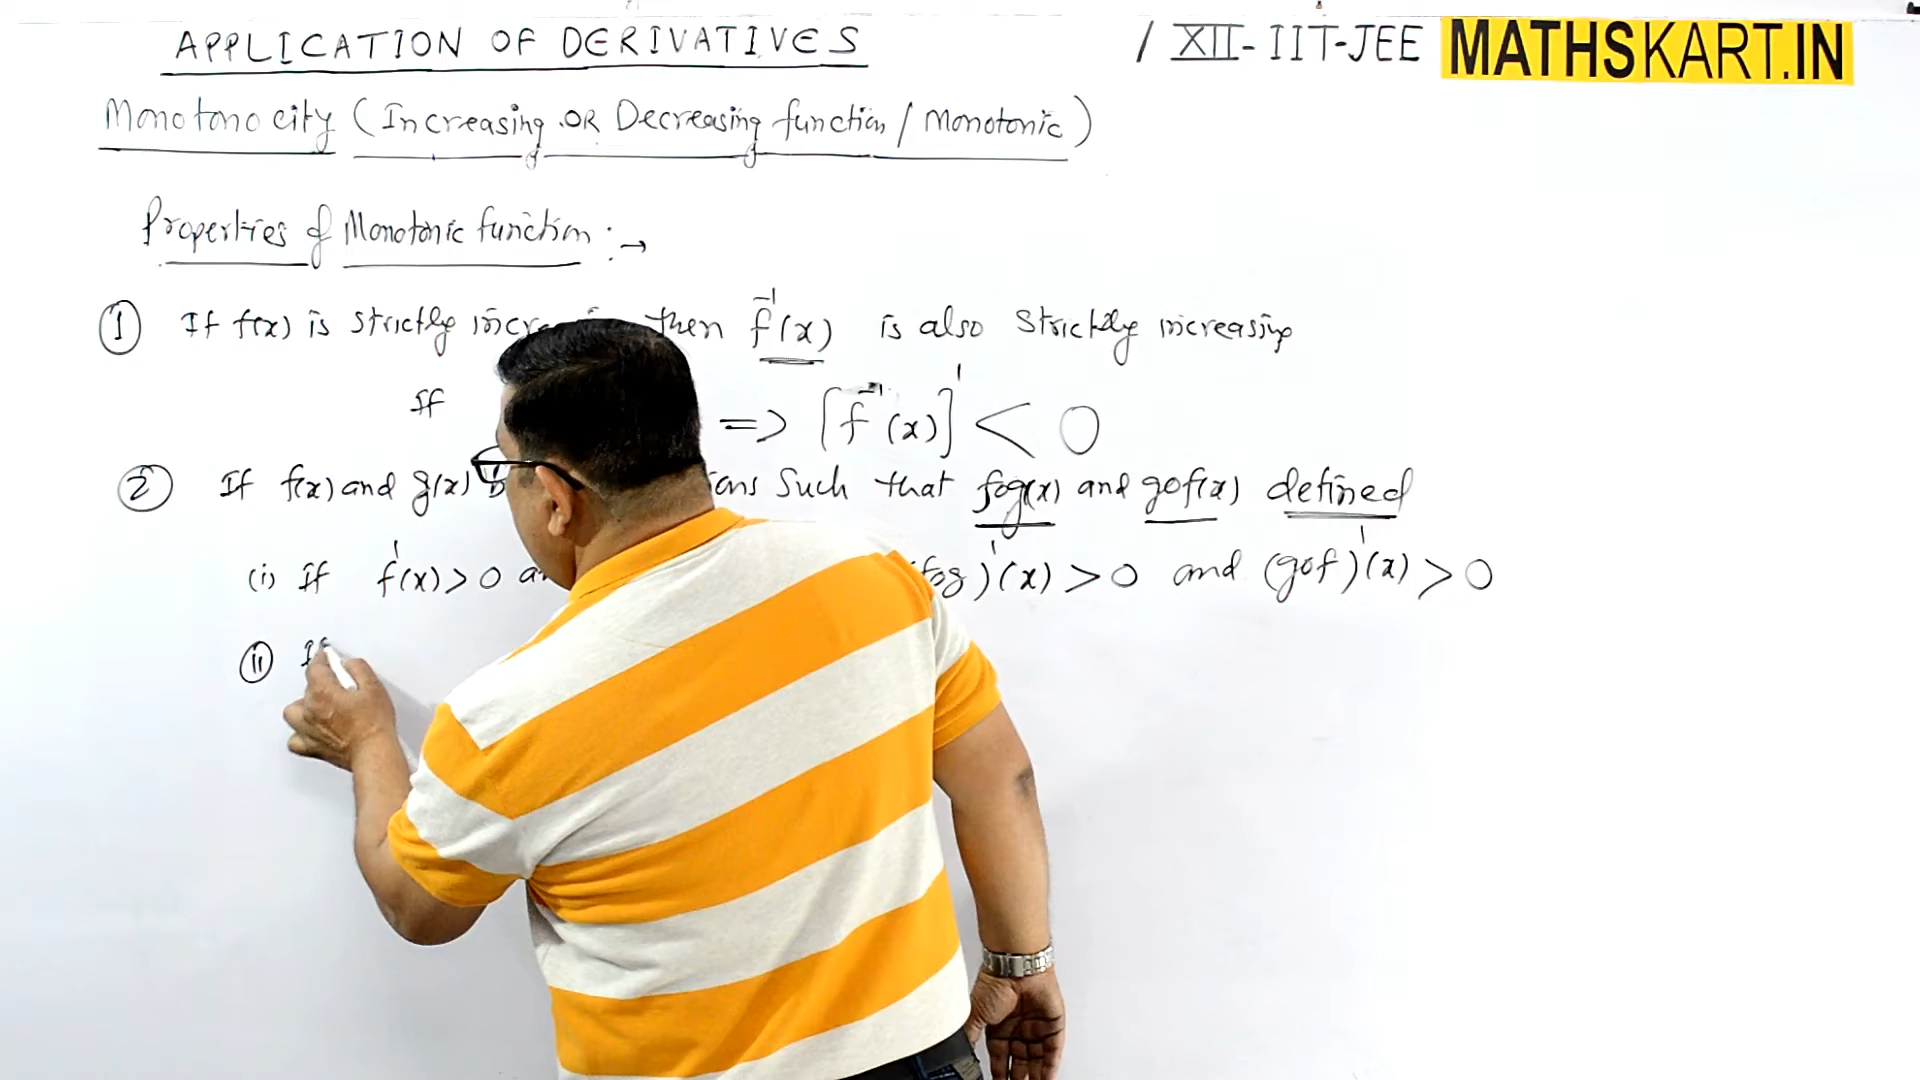 APPLICATION OF DERIVATIVES / XII-IIT-JEE MATHSKART.IN
Monotonocity (Increasing OR Decreasing function / Monotonic)
Properties of Monotonic function :→
① If f(x) is strictly incre then f⁻¹(x) is also strictly increasing
If => [f⁻¹(x)]' < 0
② If f(x) and g(x) ons such that fog(x) and gof(x) defined
(i) If f'(x) > 0 fog)'(x) > 0 and (gof)'(x) > 0
(ii) If